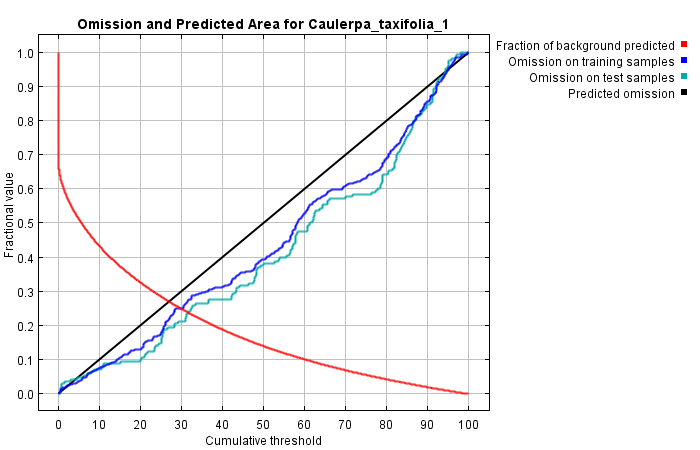 Omission and Predicted Area for Caulerpa_taxifolia_1
Fraction of background predicted
Omission on training samples
Omission on test samples
Predicted omission
Fractional value
1.0
0.9
0.8
0.7
0.6
0.5
0.4
0.3
0.2
0.1
0.0
0 10 20 30 40 50 60 70 80 90 100
Cumulative threshold